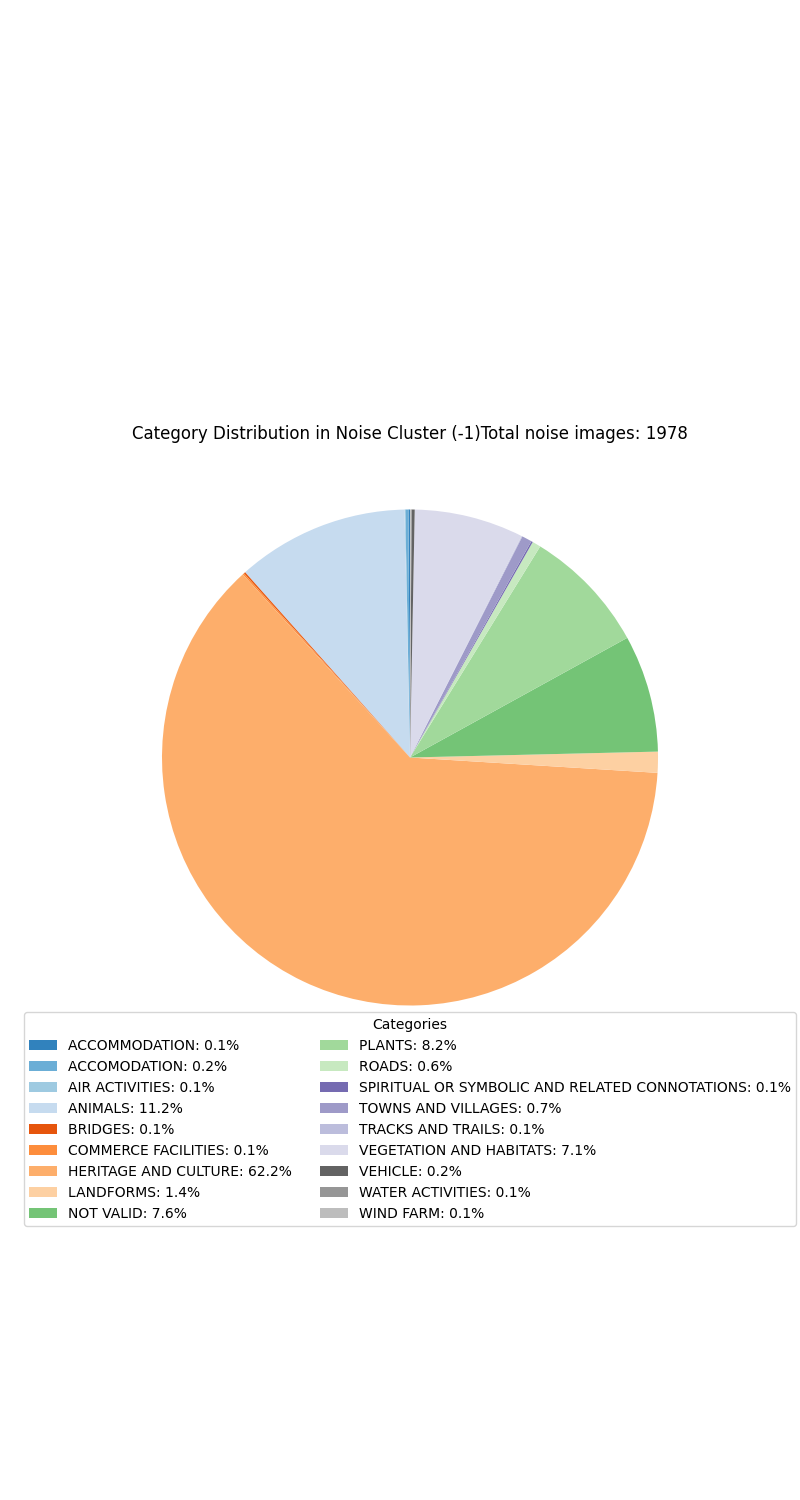 Category Distribution in Noise Cluster (-1)Total noise images: 1978
Categories
ACCOMMODATION: 0.1%
ACCOMODATION: 0.2%
AIR ACTIVITIES: 0.1%
ANIMALS: 11.2%
BRIDGES: 0.1%
COMMERCE FACILITIES: 0.1%
HERITAGE AND CULTURE: 62.2%
LANDFORMS: 1.4%
NOT VALID: 7.6%
PLANTS: 8.2%
ROADS: 0.6%
SPIRITUAL OR SYMBOLIC AND RELATED CONNOTATIONS: 0.1%
TOWNS AND VILLAGES: 0.7%
TRACKS AND TRAILS: 0.1%
VEGETATION AND HABITATS: 7.1%
VEHICLE: 0.2%
WATER ACTIVITIES: 0.1%
WIND FARM: 0.1%